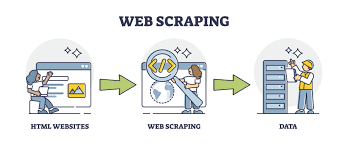 WEB SCRAPING
</>
HTML WEBSITES
WEB SCRAPING
DATA